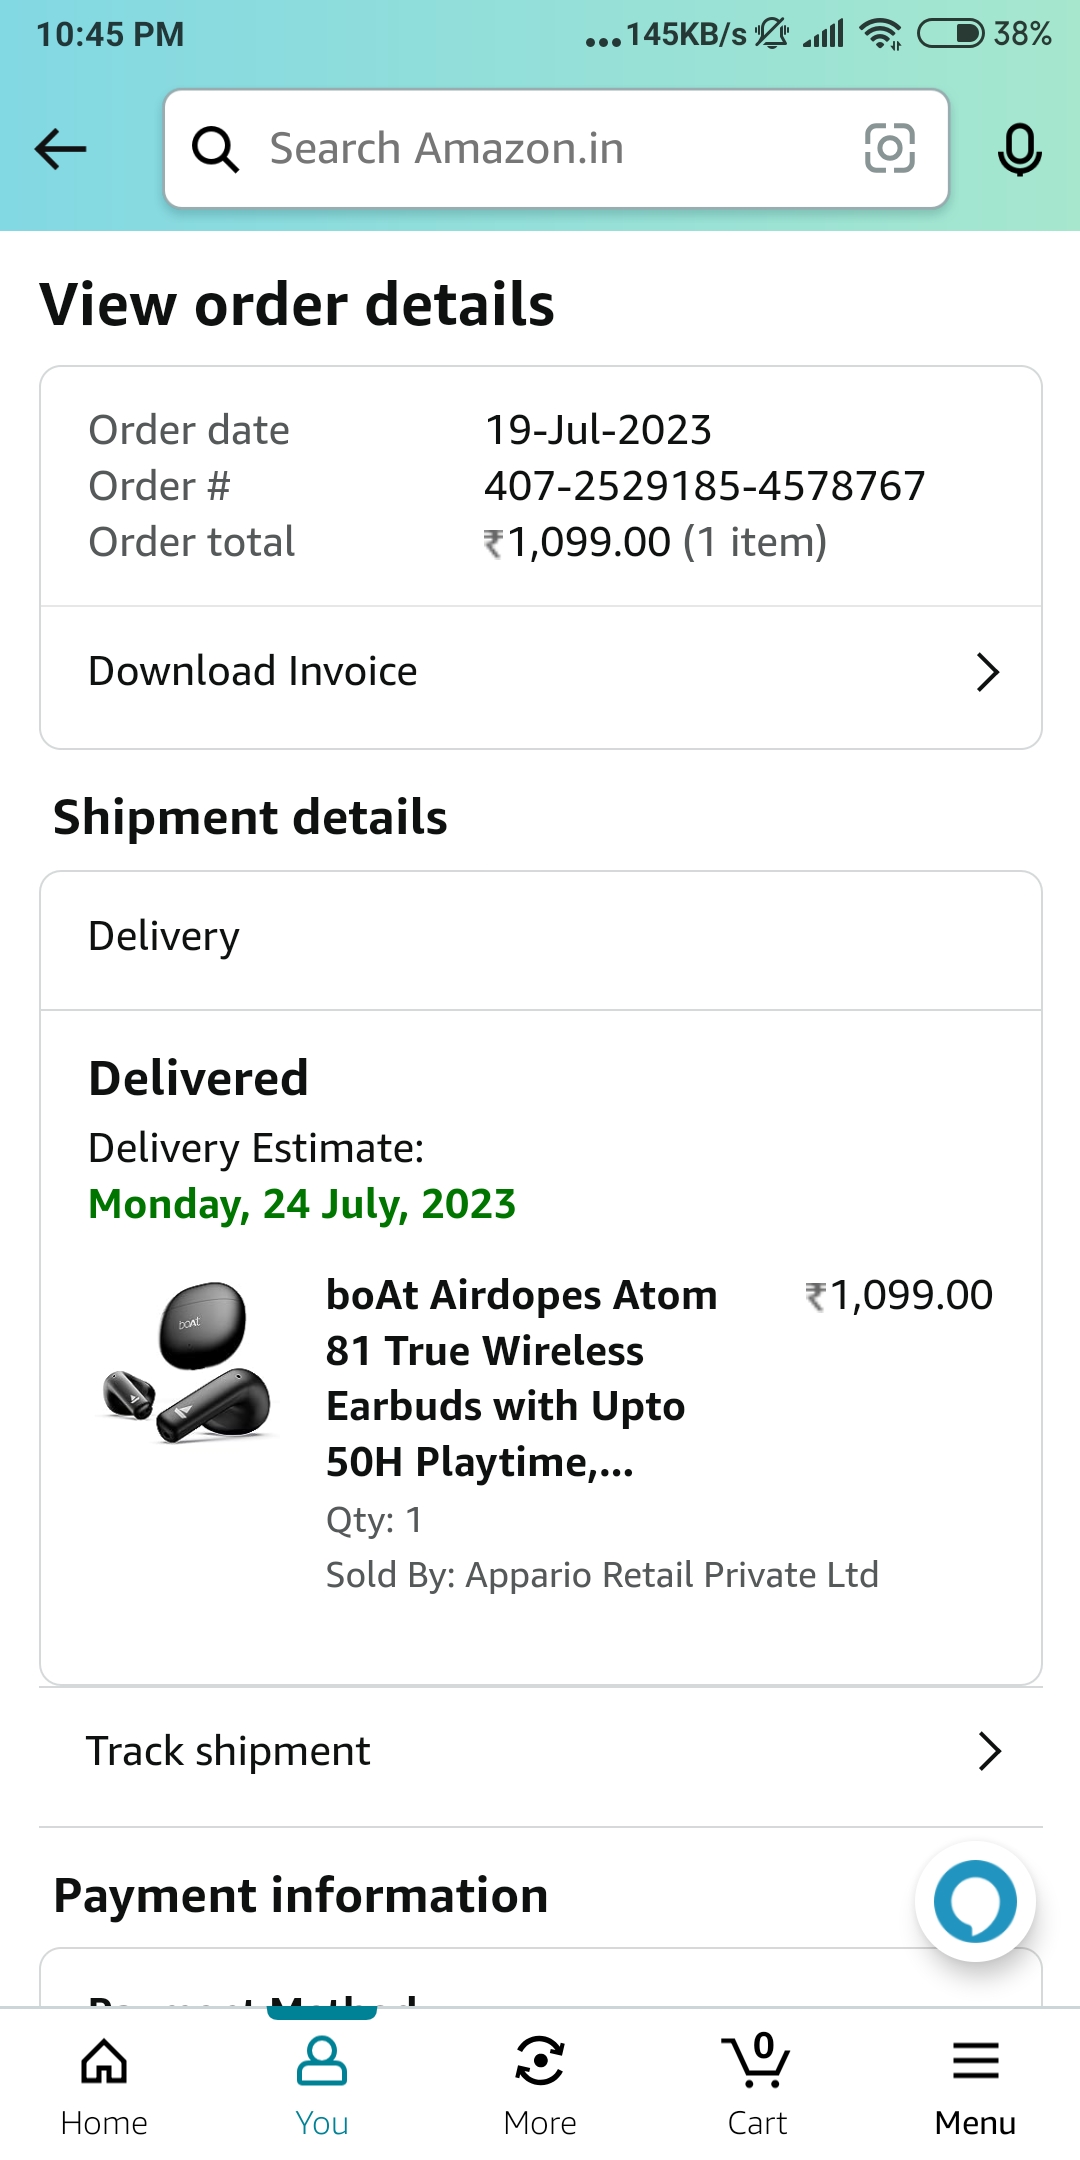 10:45 PM
...145KB/s
38%
Search Amazon.in
View order details
Order date 19-Jul-2023
Order # 407-2529185-4578767
Order total ₹1,099.00 (1 item)
Download Invoice
Shipment details
Delivery
Delivered
Delivery Estimate:
Monday, 24 July, 2023
boAt
boAt Airdopes Atom ₹1,099.00
81 True Wireless
Earbuds with Upto
50H Playtime,...
Qty: 1
Sold By: Appario Retail Private Ltd
Track shipment
Payment information
Payment Method
0
Home
You
More
Cart
Menu